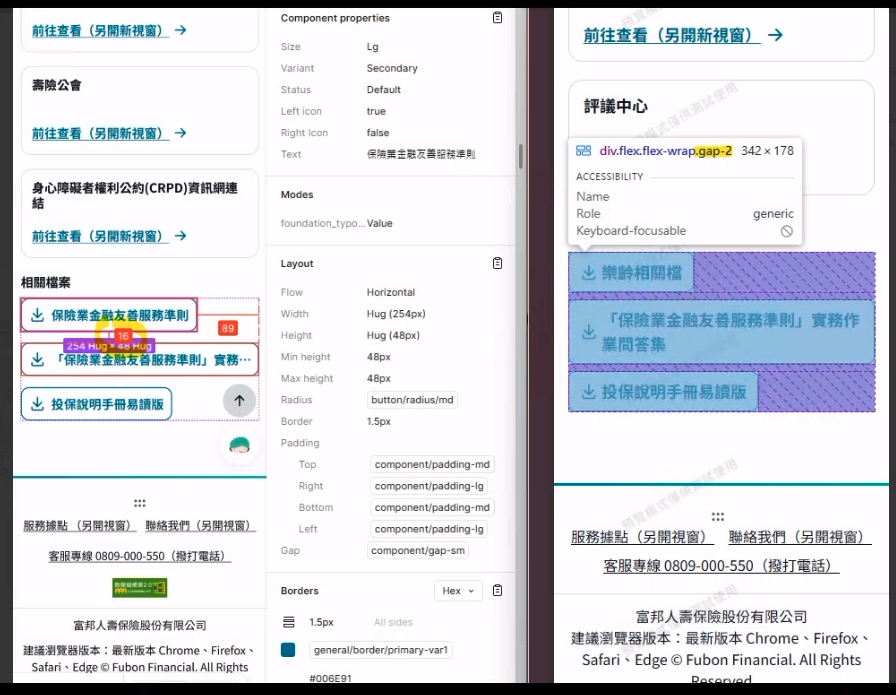 前往查看（另開新視窗）
壽險公會
前往查看（另開新視窗）
身心障礙者權利公約(CRPD)資訊網連
結
前往查看（另開新視窗）
相關檔案
保險業金融友善服務準則
89
16
254 Hug × 48 Hug
「保險業金融友善服務準則」實務…
投保說明手冊易讀版
服務據點（另開新視窗）
聯絡我們（另開新視窗）
客服專線 0809-000-550（撥打電話）
富邦人壽保險股份有限公司
建議瀏覽器版本：最新版本 Chrome、Firefox、
Safari、Edge © Fubon Financial. All Rights
Component properties
Size Lg
Variant Secondary
Status Default
Left icon true
Right Icon false
Text 保險業金融友善服務準則
Modes
foundation_typo... Value
Layout
Flow Horizontal
Width Hug (254px)
Height Hug (48px)
Min height 48px
Max height 48px
Radius button/radius/md
Border 1.5px
Padding
Top component/padding-md
Right component/padding-lg
Bottom component/padding-md
Left component/padding-lg
Gap component/gap-sm
Borders Hex
1.5px All sides
general/border/primary-var1
#006E91
前往查看（另開新視窗）
評議中心
div.flex.flex-wrap.gap-2 342 × 178
ACCESSIBILITY
Name
Role generic
Keyboard-focusable
樂齡相關檔
「保險業金融友善服務準則」實務作
業問答集
投保說明手冊易讀版
預覽模式僅供測試使用
服務據點（另開新視窗）
聯絡我們（另開新視窗）
客服專線 0809-000-550（撥打電話）
富邦人壽保險股份有限公司
建議瀏覽器版本：最新版本 Chrome、Firefox、
Safari、Edge © Fubon Financial. All Rights
Reserved.